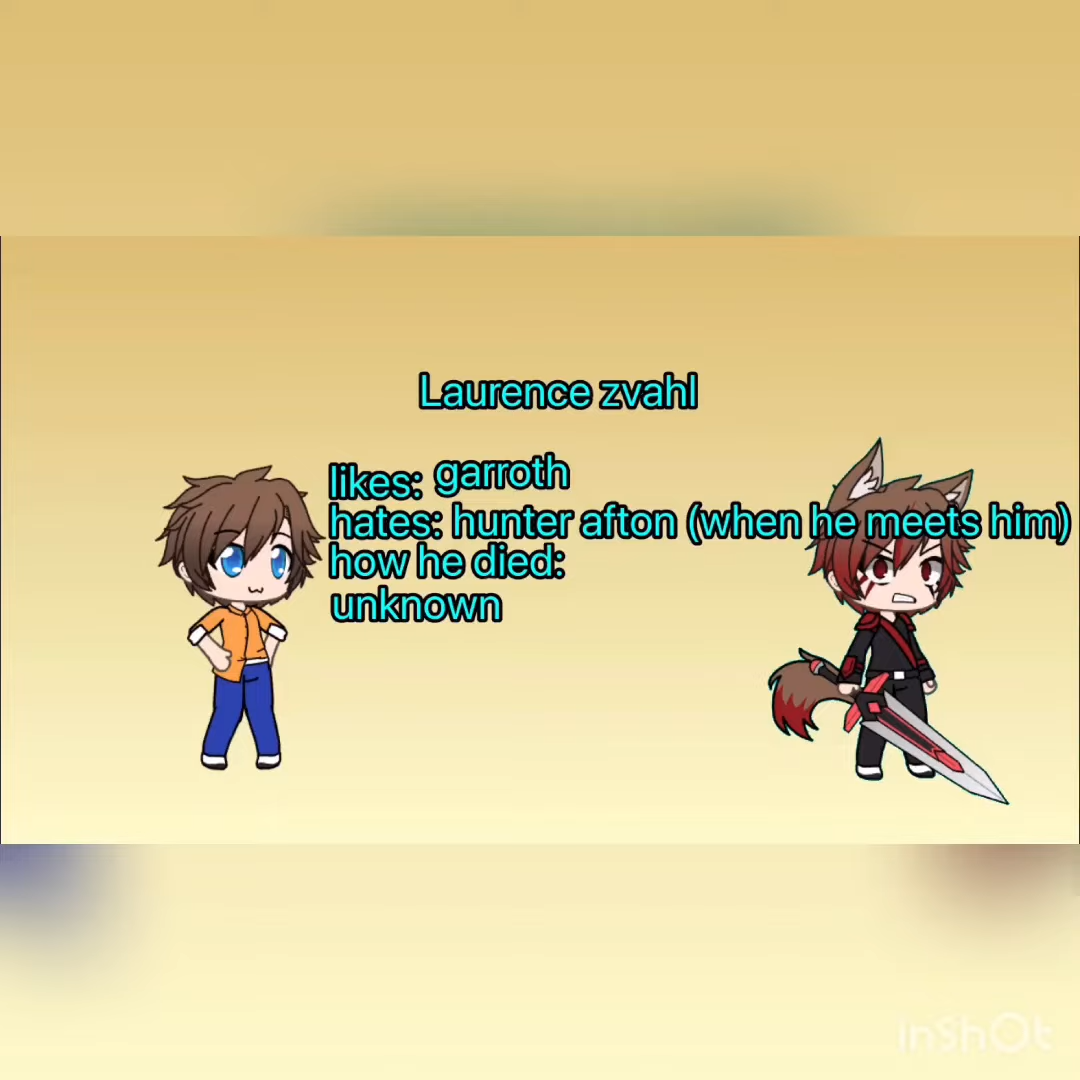 Laurence zvahl
likes: garroth
hates: hunter afton (when he meets him)
how he died:
unknown
InShOt